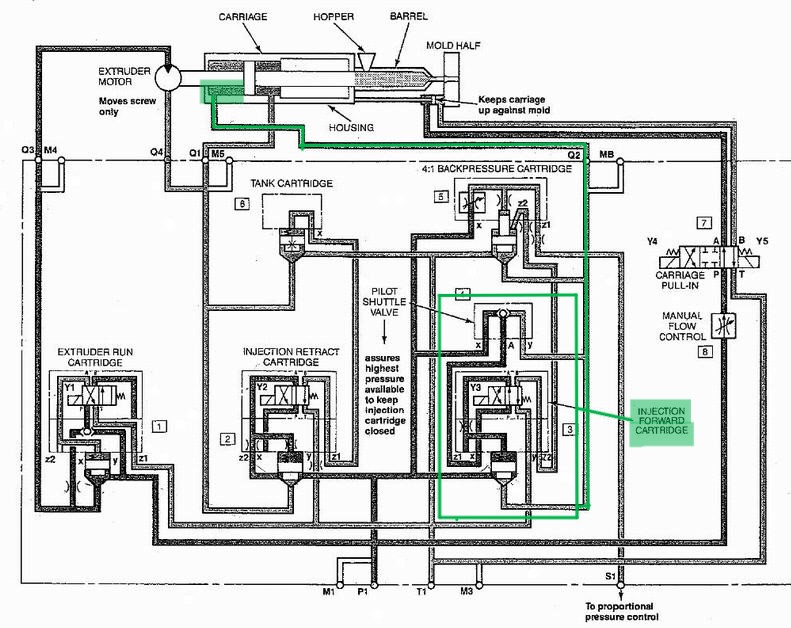 CARRIAGE
HOPPER
BARREL
MOLD HALF
EXTRUDER
MOTOR
Moves screw
only
Keeps carriage
up against mold
HOUSING
Q3
M4
Q4
Q1
M5
Q2
MB
TANK CARTRIDGE
4:1 BACKPRESSURE CARTRIDGE
6
x
5
x
z2
z1
7
Y4
A
B
Y5
P
T
CARRIAGE
PULL-IN
PILOT
SHUTTLE
VALVE
x
A
y
MANUAL
FLOW
CONTROL
8
EXTRUDER RUN
CARTRIDGE
INJECTION RETRACT
CARTRIDGE
assures
highest
pressure
available
to keep
injection
cartridge
closed
Y1
A
B
Y2
A
B
Y3
A
B
INJECTION
FORWARD
CARTRIDGE
1
2
3
z2
x
y
z1
z2
x
y
z1
z1
x
y
z2
M1
P1
T1
M3
S1
To proportional
pressure control